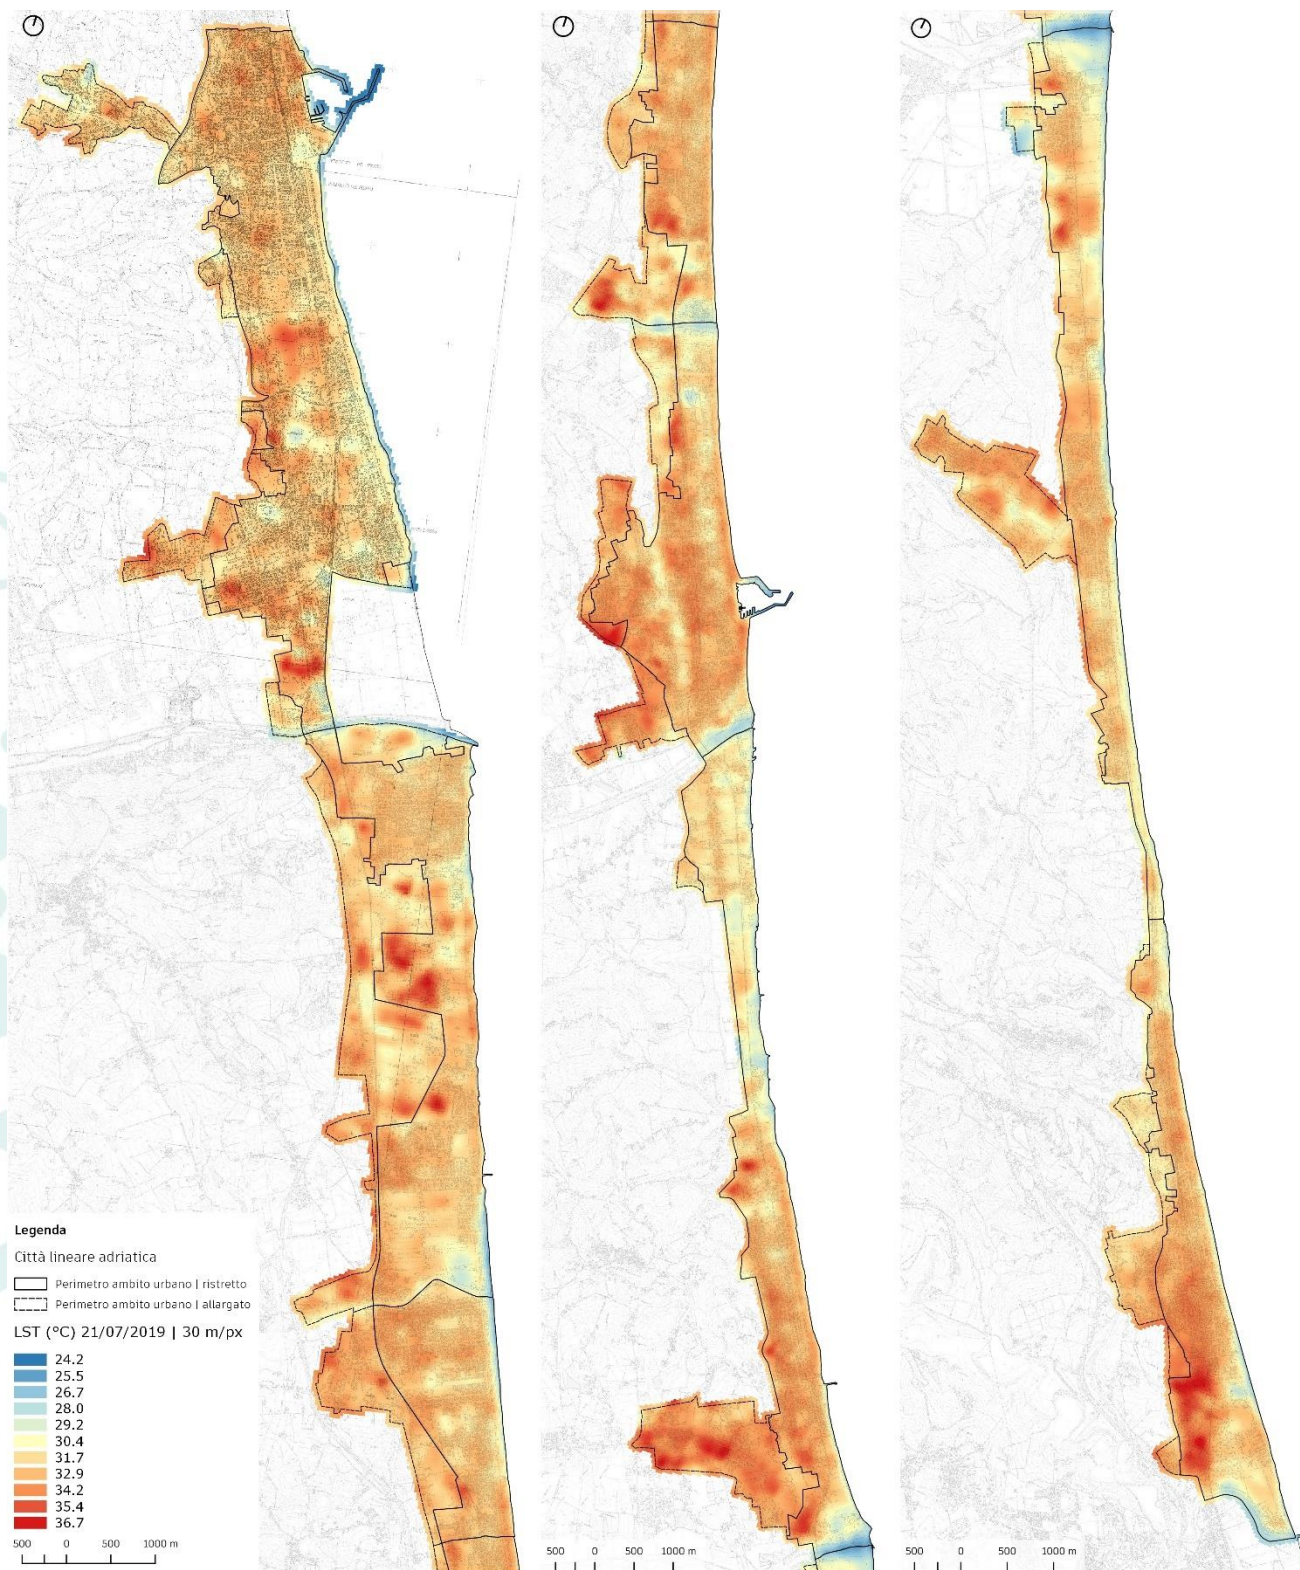 Legenda
Città lineare adriatica
Perimetro ambito urbano | ristretto
Perimetro ambito urbano | allargato
LST (°C) 21/07/2019 | 30 m/px
24.2
25.5
26.7
28.0
29.2
30.4
31.7
32.9
34.2
35.4
36.7
500 0 500 1000 m
500 0 500 1000 m
500 0 500 1000 m